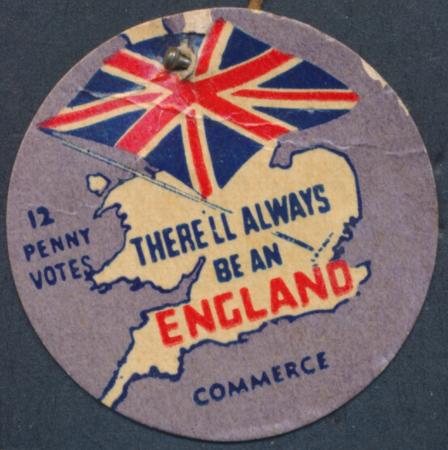 12
PENNY
VOTES
THERE'LL ALWAYS
BE AN
ENGLAND
COMMERCE